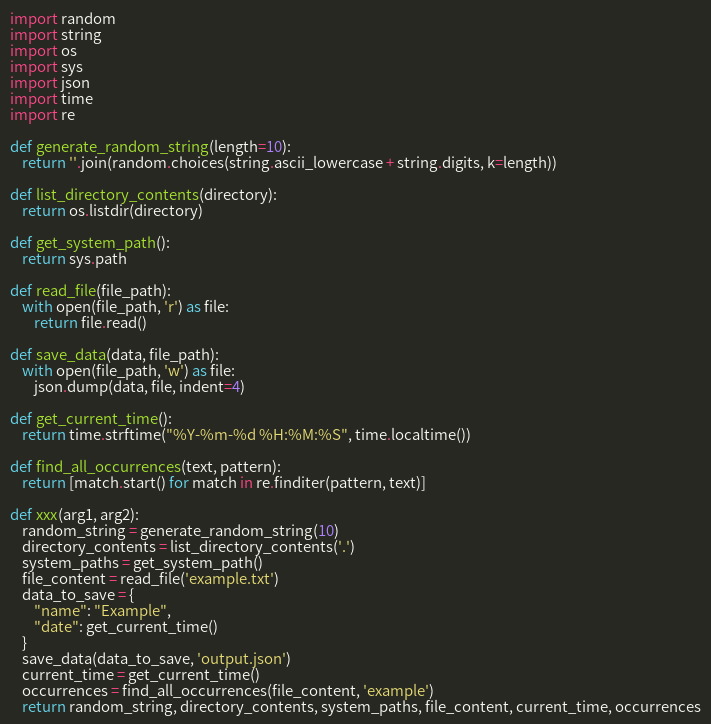 import random
import string
import os
import sys
import json
import time
import re

def generate_random_string(length=10):
    return ''.join(random.choices(string.ascii_lowercase + string.digits, k=length))

def list_directory_contents(directory):
    return os.listdir(directory)

def get_system_path():
    return sys.path

def read_file(file_path):
    with open(file_path, 'r') as file:
        return file.read()

def save_data(data, file_path):
    with open(file_path, 'w') as file:
        json.dump(data, file, indent=4)

def get_current_time():
    return time.strftime("%Y-%m-%d %H:%M:%S", time.localtime())

def find_all_occurrences(text, pattern):
    return [match.start() for match in re.finditer(pattern, text)]

def xxx(arg1, arg2):
    random_string = generate_random_string(10)
    directory_contents = list_directory_contents('.')
    system_paths = get_system_path()
    file_content = read_file('example.txt')
    data_to_save = {
        "name": "Example",
        "date": get_current_time()
    }
    save_data(data_to_save, 'output.json')
    current_time = get_current_time()
    occurrences = find_all_occurrences(file_content, 'example')
    return random_string, directory_contents, system_paths, file_content, current_time, occurrences